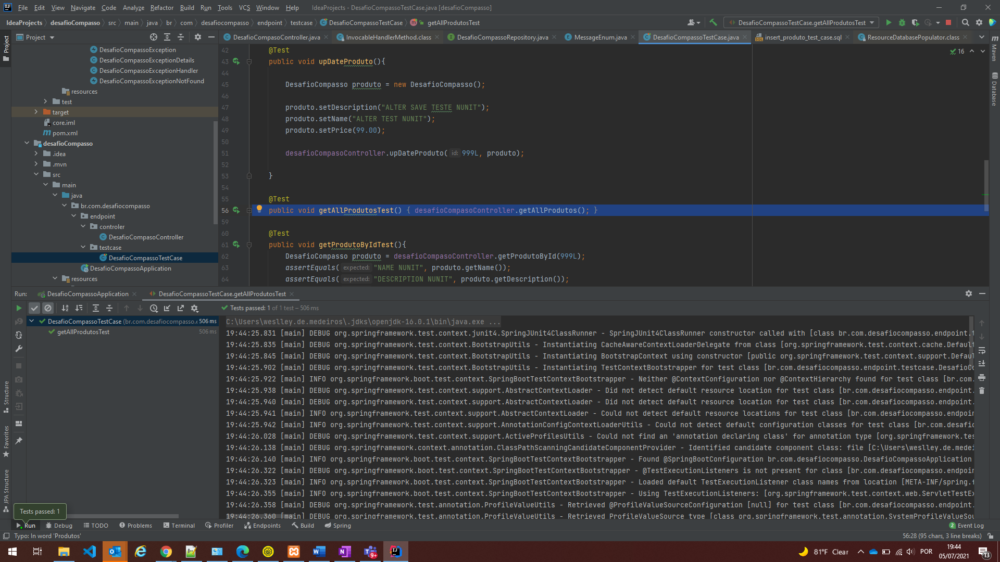 File Edit View Navigate Code Analyze Refactor Build Run Tools VCS Window Help IdeaProjects - DesafioCompassoTestCase.java [desafioCompasso]
IdeaProjects desafioCompasso src main java br com desafiocompasso endpoint testcase DesafioCompassoTestCase getAllProdutosTest
DesafioCompassoTestCase.getAllProdutosTest
Project
DesafioCompasoController.java InvocableHandlerMethod.class DesafioCompassoRepository.java MessageEnum.java DesafioCompassoTestCase.java insert_produto_test_case.sql ResourceDatabasePopulator.class
Project
DesafioCompassoException
DesafioCompassoExceptionDetails
DesafioCompassoExceptionHandler
DesafioCompassoExceptionNotFound
resources
test
target
core.iml
pom.xml
desafioCompasso
.idea
.mvn
src
main
java
br.com.desafiocompasso
endpoint
controler
DesafioCompasoController
testcase
DesafioCompassoTestCase
DesafioCompassoApplication
resources
16
42 @Test
43 public void upDateProduto(){
44
45 DesafioCompasso produto = new DesafioCompasso();
46
47 produto.setDescription("ALTER SAVE TESTE NUNIT");
48 produto.setName("ALTER TEST NUNIT");
49 produto.setPrice(99.00);
50
51 desafioCompasoController.upDateProduto( id: 999L, produto);
52
53 }
54
55 @Test
56 public void getAllProdutosTest() { desafioCompasoController.getAllProdutos(); }
59
60 @Test
61 public void getProdutoByIdTest(){
62 DesafioCompasso produto = desafioCompasoController.getProdutoById(999L);
63 assertEquals( expected: "NAME NUNIT", produto.getName());
64 assertEquals( expected: "DESCRIPTION NUNIT", produto.getDescription());
Maven
Database
Run: DesafioCompassoApplication DesafioCompassoTestCase.getAllProdutosTest
Tests passed: 1 of 1 test – 506 ms
DesafioCompassoTestCase (br.com.desafiocompasso.e 506 ms
getAllProdutosTest 506 ms
C:\Users\weslley.de.medeiros\.jdks\openjdk-16.0.1\bin\java.exe ...
19:44:25.831 [main] DEBUG org.springframework.test.context.junit4.SpringJUnit4ClassRunner - SpringJUnit4ClassRunner constructor called with [class br.com.desafiocompasso.endpoint.t
19:44:25.835 [main] DEBUG org.springframework.test.context.BootstrapUtils - Instantiating CacheAwareContextLoaderDelegate from class [org.springframework.test.context.cache.Default
19:44:25.845 [main] DEBUG org.springframework.test.context.BootstrapUtils - Instantiating BootstrapContext using constructor [public org.springframework.test.context.support.Defaul
19:44:25.902 [main] DEBUG org.springframework.test.context.BootstrapUtils - Instantiating TestContextBootstrapper for test class [br.com.desafiocompasso.endpoint.testcase.DesafioCo
19:44:25.922 [main] INFO org.springframework.boot.test.context.SpringBootTestContextBootstrapper - Neither @ContextConfiguration nor @ContextHierarchy found for test class [br.com.
19:44:25.938 [main] DEBUG org.springframework.test.context.support.AbstractContextLoader - Did not detect default resource location for test class [br.com.desafiocompasso.endpoint.
19:44:25.940 [main] DEBUG org.springframework.test.context.support.AbstractContextLoader - Did not detect default resource location for test class [br.com.desafiocompasso.endpoint.
19:44:25.941 [main] INFO org.springframework.test.context.support.AbstractContextLoader - Could not detect default resource locations for test class [br.com.desafiocompasso.endpoin
19:44:25.942 [main] INFO org.springframework.test.context.support.AnnotationConfigContextLoaderUtils - Could not detect default configuration classes for test class [br.com.desafio
19:44:26.028 [main] DEBUG org.springframework.test.context.support.ActiveProfilesUtils - Could not find an 'annotation declaring class' for annotation type [org.springframework.tes
19:44:26.138 [main] DEBUG org.springframework.context.annotation.ClassPathScanningCandidateComponentProvider - Identified candidate component class: file [C:\Users\weslley.de.medei
19:44:26.140 [main] INFO org.springframework.boot.test.context.SpringBootTestContextBootstrapper - Found @SpringBootConfiguration br.com.desafiocompasso.DesafioCompassoApplication
19:44:26.322 [main] DEBUG org.springframework.boot.test.context.SpringBootTestContextBootstrapper - @TestExecutionListeners is not present for class [br.com.desafiocompasso.endpoin
19:44:26.323 [main] INFO org.springframework.boot.test.context.SpringBootTestContextBootstrapper - Loaded default TestExecutionListener class names from location [META-INF/spring.f
19:44:26.355 [main] INFO org.springframework.boot.test.context.SpringBootTestContextBootstrapper - Using TestExecutionListeners: [org.springframework.test.context.web.ServletTestEx
19:44:26.358 [main] DEBUG org.springframework.test.annotation.ProfileValueUtils - Retrieved @ProfileValueSourceConfiguration [null] for test class [br.com.desafiocompasso.endpoint.
19:44:26.360 [main] DEBUG org.springframework.test.annotation.ProfileValueUtils - Retrieved ProfileValueSource type [class org.springframework.test.annotation.SystemProfileValueSou
Structure
Favorites
JPA Structure
Tests passed: 1
Run Debug TODO Problems Terminal Profiler Endpoints Build Spring 2 Event Log
Typo: In word 'Produtos' 56:28 (95 chars, 3 line breaks)
9+ 81°F Clear POR 19:44
05/07/2021 13